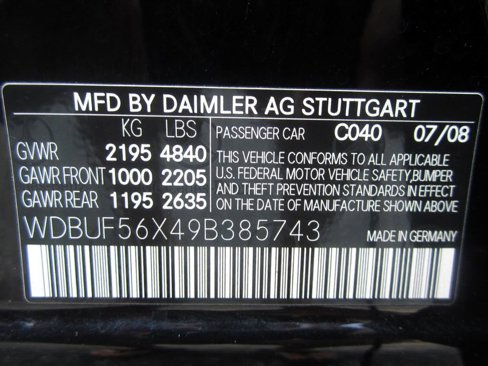 MFD BY DAIMLER AG STUTTGART
KG LBS
GVWR 2195 4840
GAWR FRONT 1000 2205
GAWR REAR 1195 2635
PASSENGER CAR C040 07/08
THIS VEHICLE CONFORMS TO ALL APPLICABLE
U.S. FEDERAL MOTOR VEHICLE SAFETY,BUMPER
AND THEFT PREVENTION STANDARDS IN EFFECT
ON THE DATE OF MANUFACTURE SHOWN ABOVE.
WDBUF56X49B385743 MADE IN GERMANY